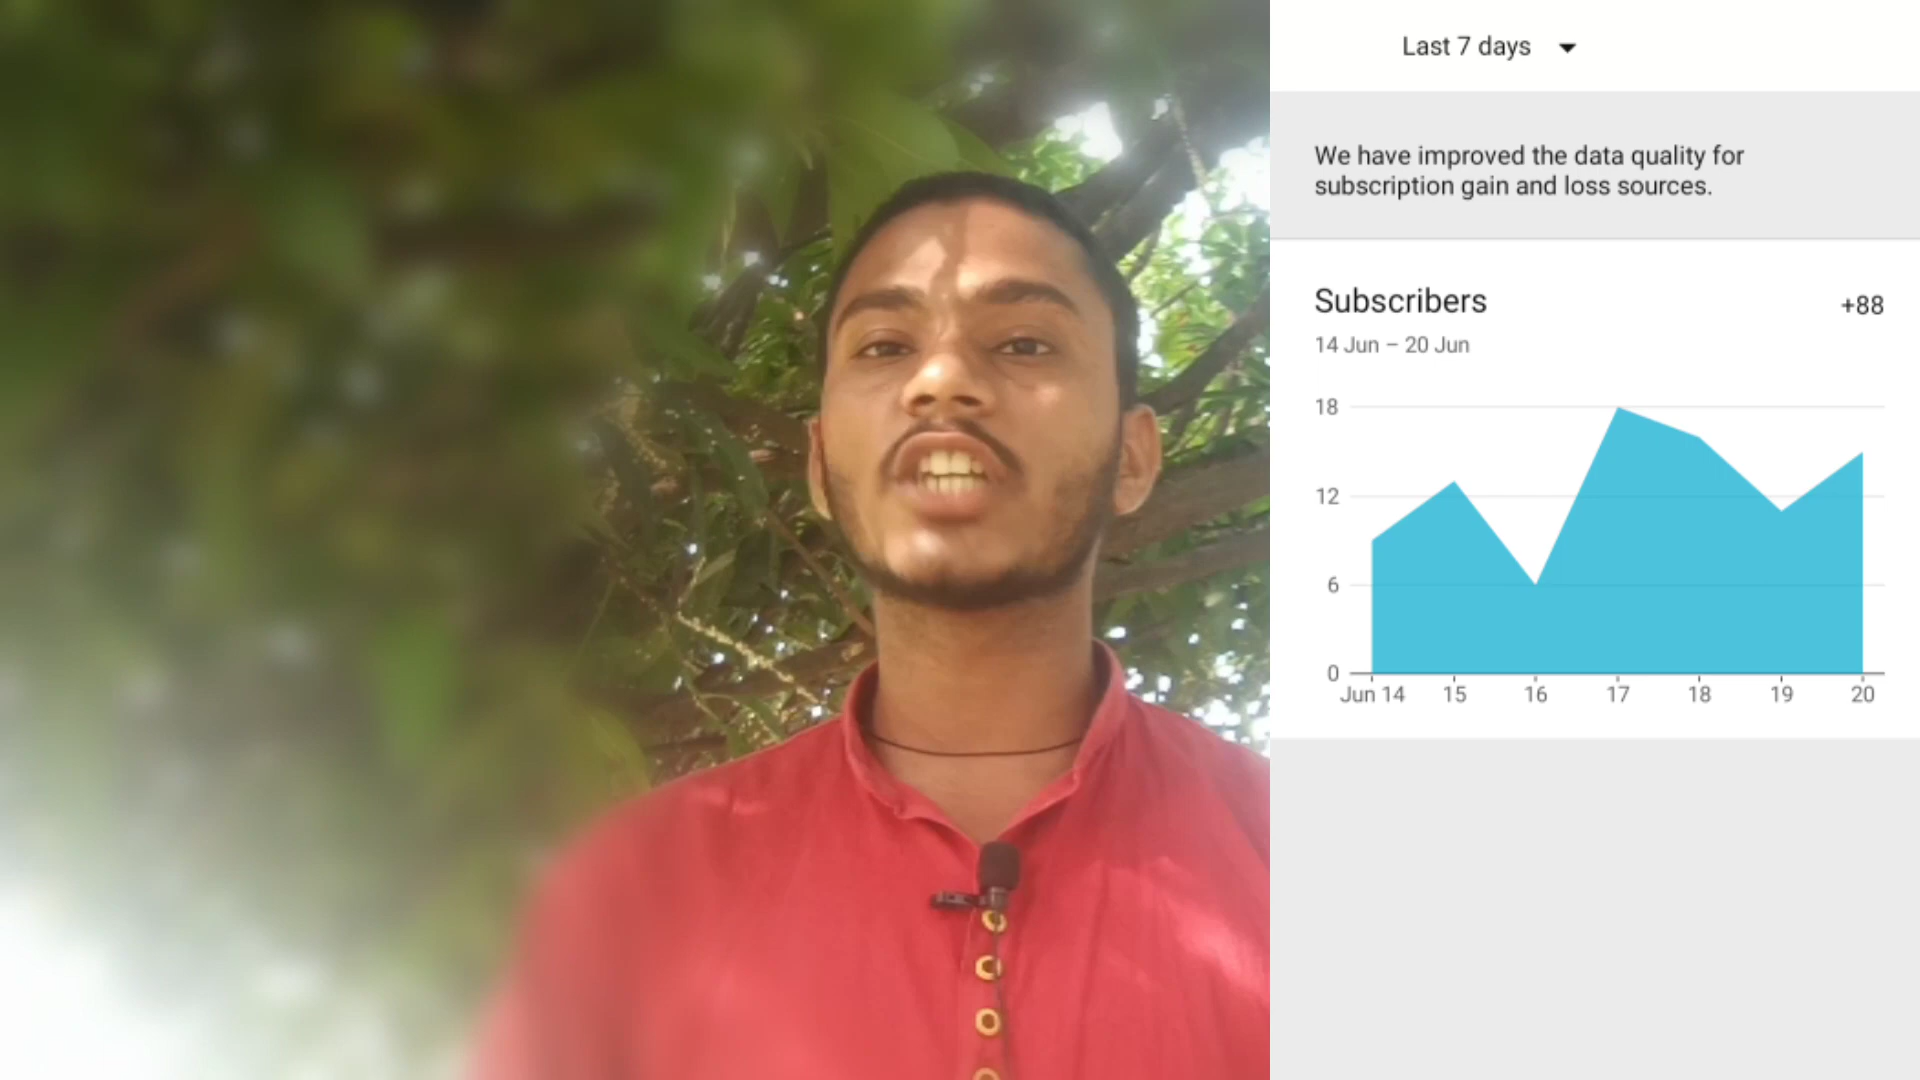 Last 7 days
We have improved the data quality for
subscription gain and loss sources.
Subscribers
+88
14 Jun – 20 Jun
18
12
6
0
Jun 14 15 16 17 18 19 20